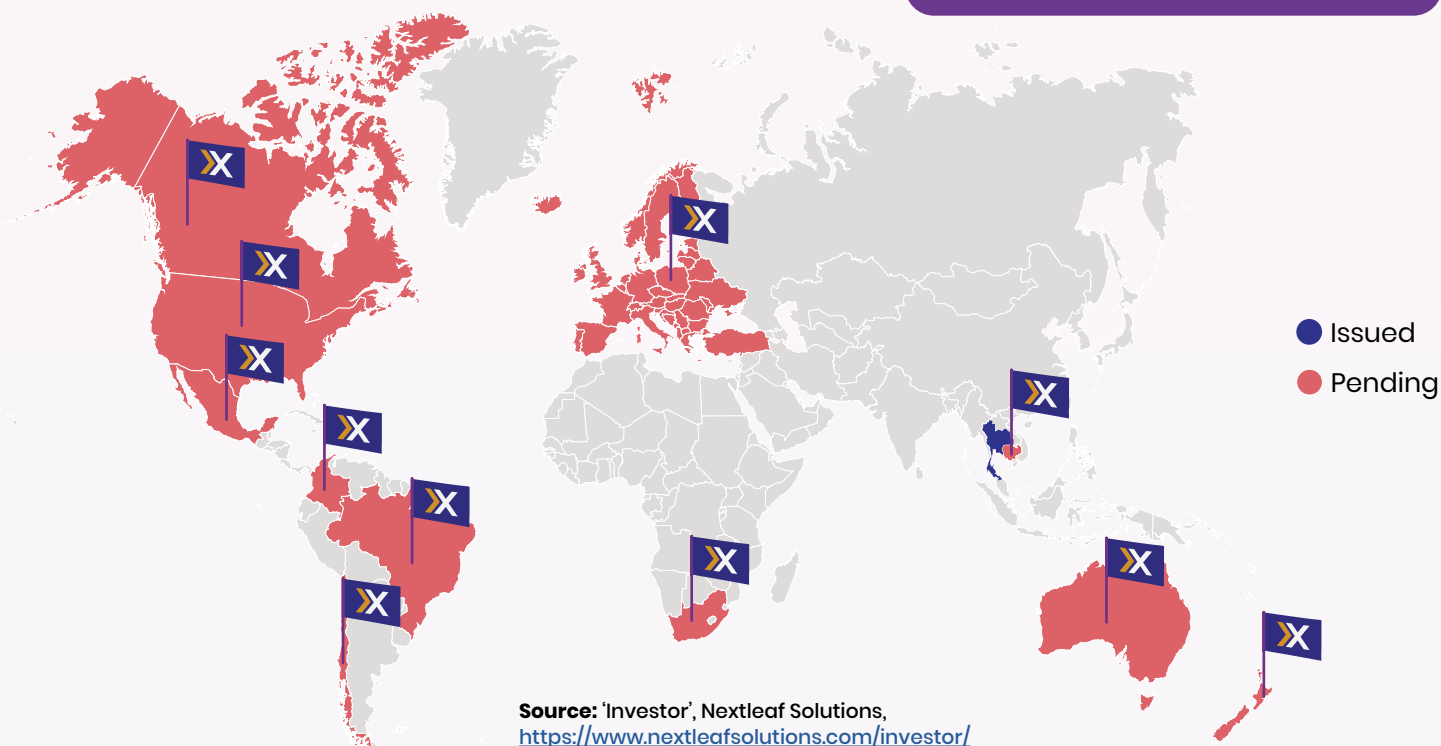 Issued
Pending
Source: ‘Investor’, Nextleaf Solutions,
https://www.nextleafsolutions.com/investor/